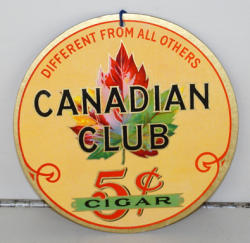 DIFFERENT FROM ALL OTHERS
CANADIAN
CLUB
5¢
CIGAR